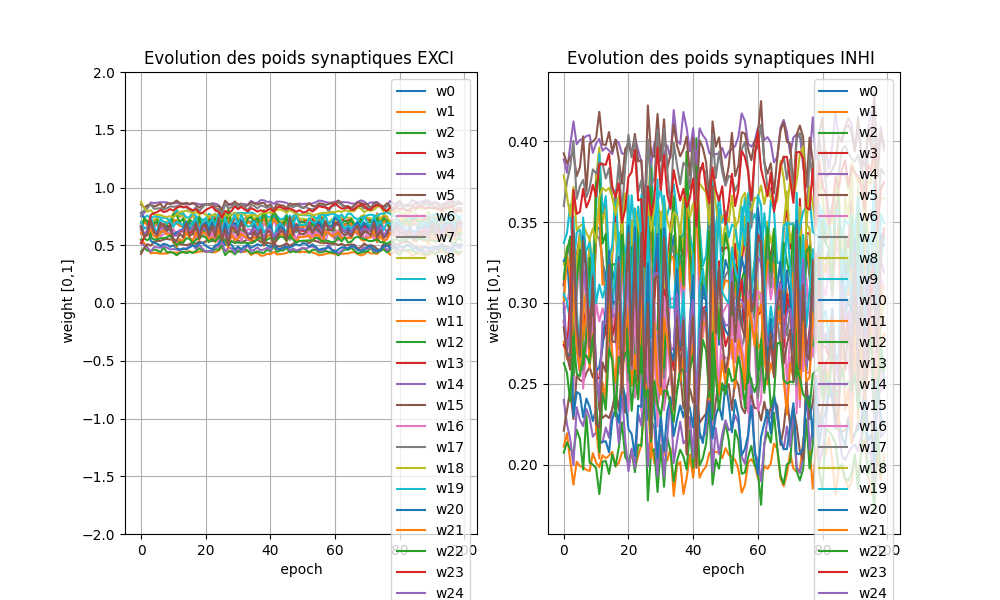 Evolution des poids synaptiques EXCI
2.0
1.5
1.0
0.5
0.0
−0.5
−1.0
−1.5
−2.0
weight [0,1]
0
20
40
60
80
100
epoch
w0
w1
w2
w3
w4
w5
w6
w7
w8
w9
w10
w11
w12
w13
w14
w15
w16
w17
w18
w19
w20
w21
w22
w23
w24
Evolution des poids synaptiques INHI
0.40
0.35
0.30
0.25
0.20
weight [0,1]
0
20
40
60
80
100
epoch
w0
w1
w2
w3
w4
w5
w6
w7
w8
w9
w10
w11
w12
w13
w14
w15
w16
w17
w18
w19
w20
w21
w22
w23
w24